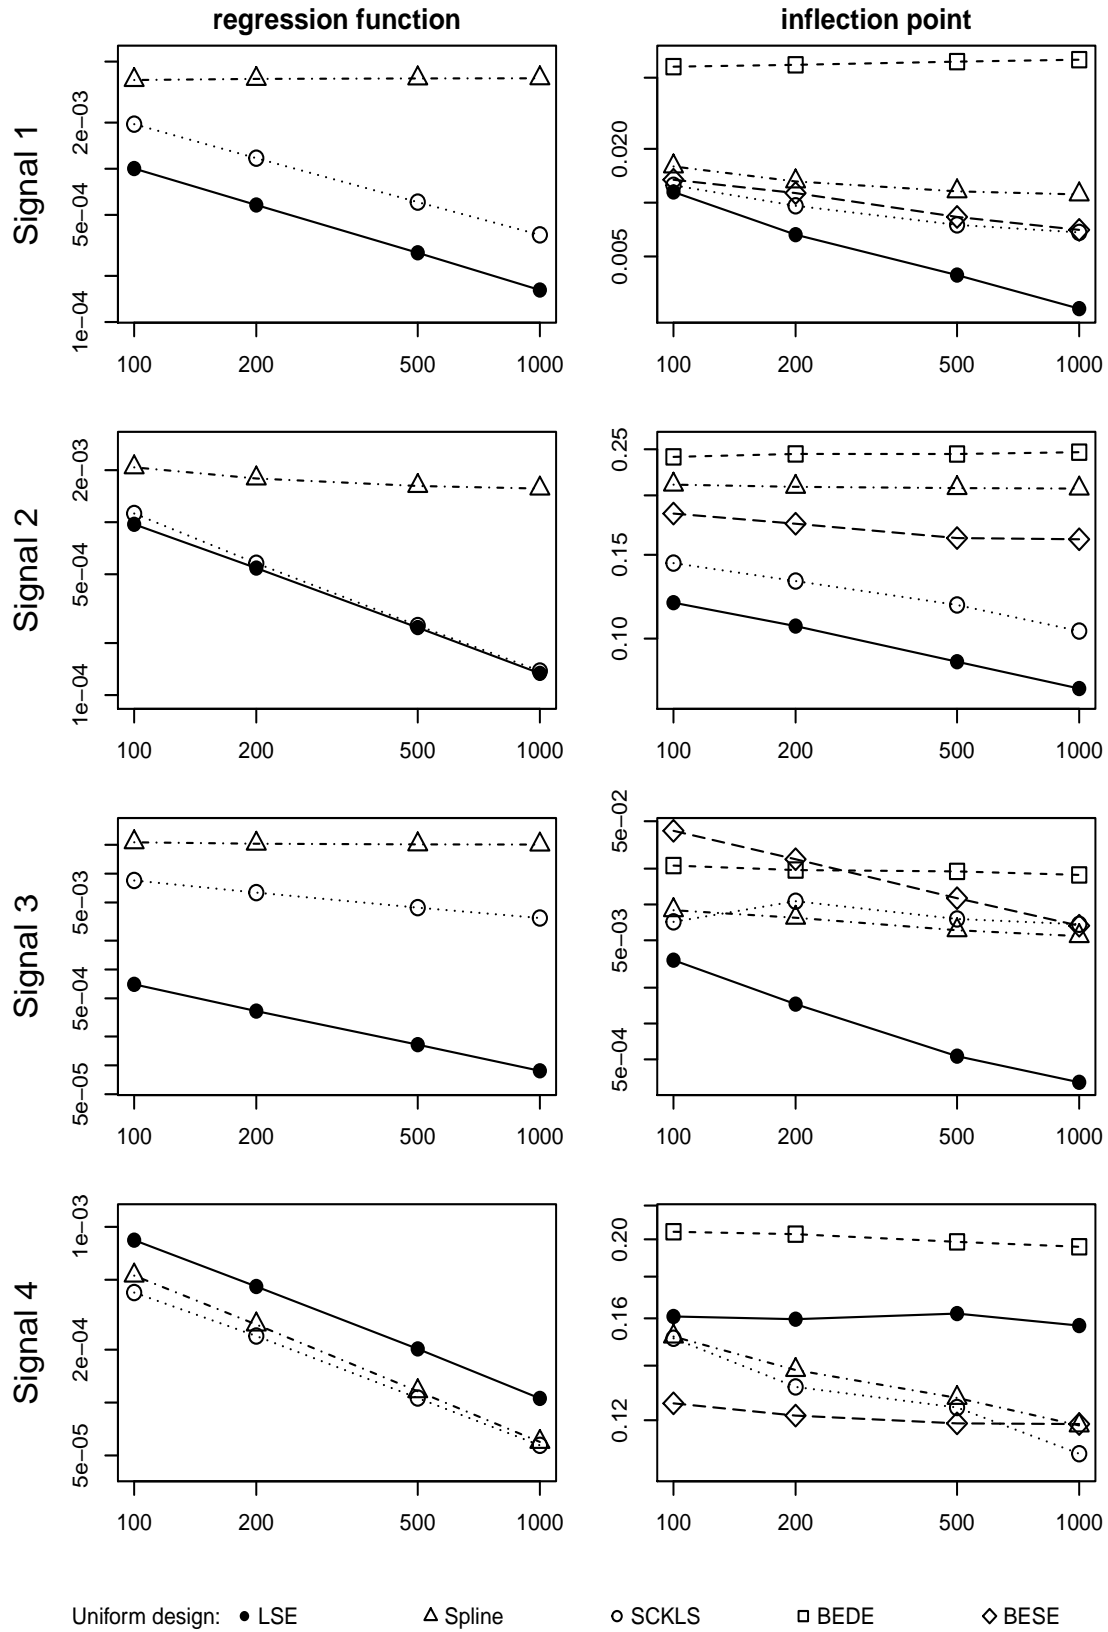 regression function
inflection point
Signal 1
2e−03
5e−04
1e−04
100 200 500 1000
0.020
0.005
100 200 500 1000
Signal 2
2e−03
5e−04
1e−04
100 200 500 1000
0.25
0.15
0.10
100 200 500 1000
Signal 3
5e−03
5e−04
5e−05
100 200 500 1000
5e−02
5e−03
5e−04
100 200 500 1000
Signal 4
1e−03
2e−04
5e−05
100 200 500 1000
0.20
0.16
0.12
100 200 500 1000
Uniform design: LSE Spline SCKLS BEDE BESE